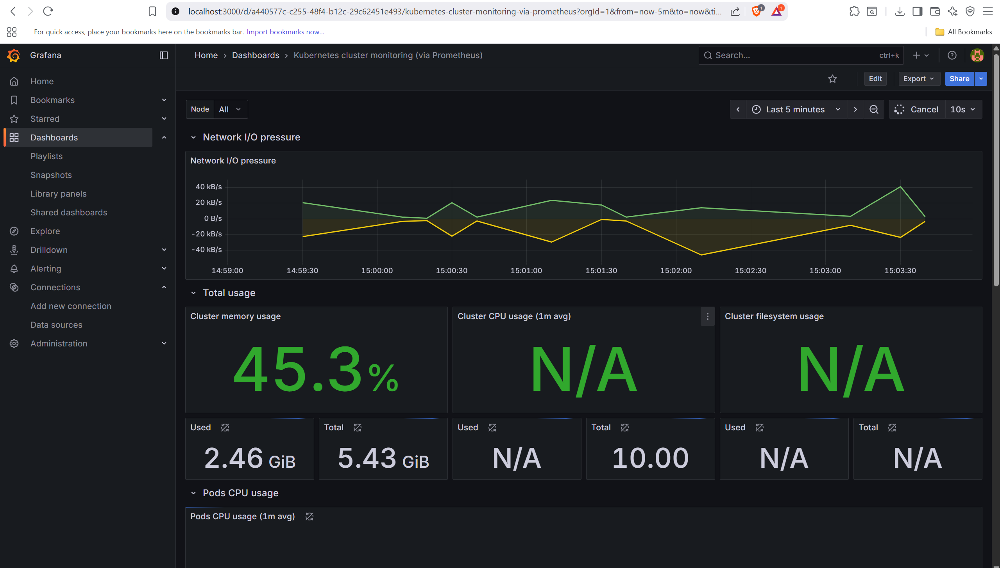 localhost:3000/d/a440577c-c255-48f4-b12c-29c62451e493/kubernetes-cluster-monitoring-via-prometheus?orgId=1&from=now-5m&to=now&ti...
1
1
For quick access, place your bookmarks here on the bookmarks bar. Import bookmarks now...
All Bookmarks
Grafana
Home > Dashboards > Kubernetes cluster monitoring (via Prometheus)
Search...
ctrl+k
Home
Bookmarks
Starred
Dashboards
Playlists
Snapshots
Library panels
Shared dashboards
Explore
Drilldown
Alerting
Connections
Add new connection
Data sources
Administration
Edit
Export
Share
Node
All
Last 5 minutes
Cancel
10s
Network I/O pressure
Network I/O pressure
40 kB/s
20 kB/s
0 B/s
-20 kB/s
-40 kB/s
14:59:00
14:59:30
15:00:00
15:00:30
15:01:00
15:01:30
15:02:00
15:02:30
15:03:00
15:03:30
Total usage
Cluster memory usage
45.3%
Cluster CPU usage (1m avg)
N/A
Cluster filesystem usage
N/A
Used
2.46 GiB
Total
5.43 GiB
Used
N/A
Total
10.00
Used
N/A
Total
N/A
Pods CPU usage
Pods CPU usage (1m avg)